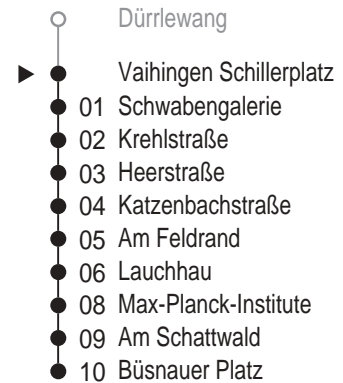 Dürrlewang
Vaihingen Schillerplatz
01 Schwabengalerie
02 Krehlstraße
03 Heerstraße
04 Katzenbachstraße
05 Am Feldrand
06 Lauchhau
08 Max-Planck-Institute
09 Am Schattwald
10 Büsnauer Platz